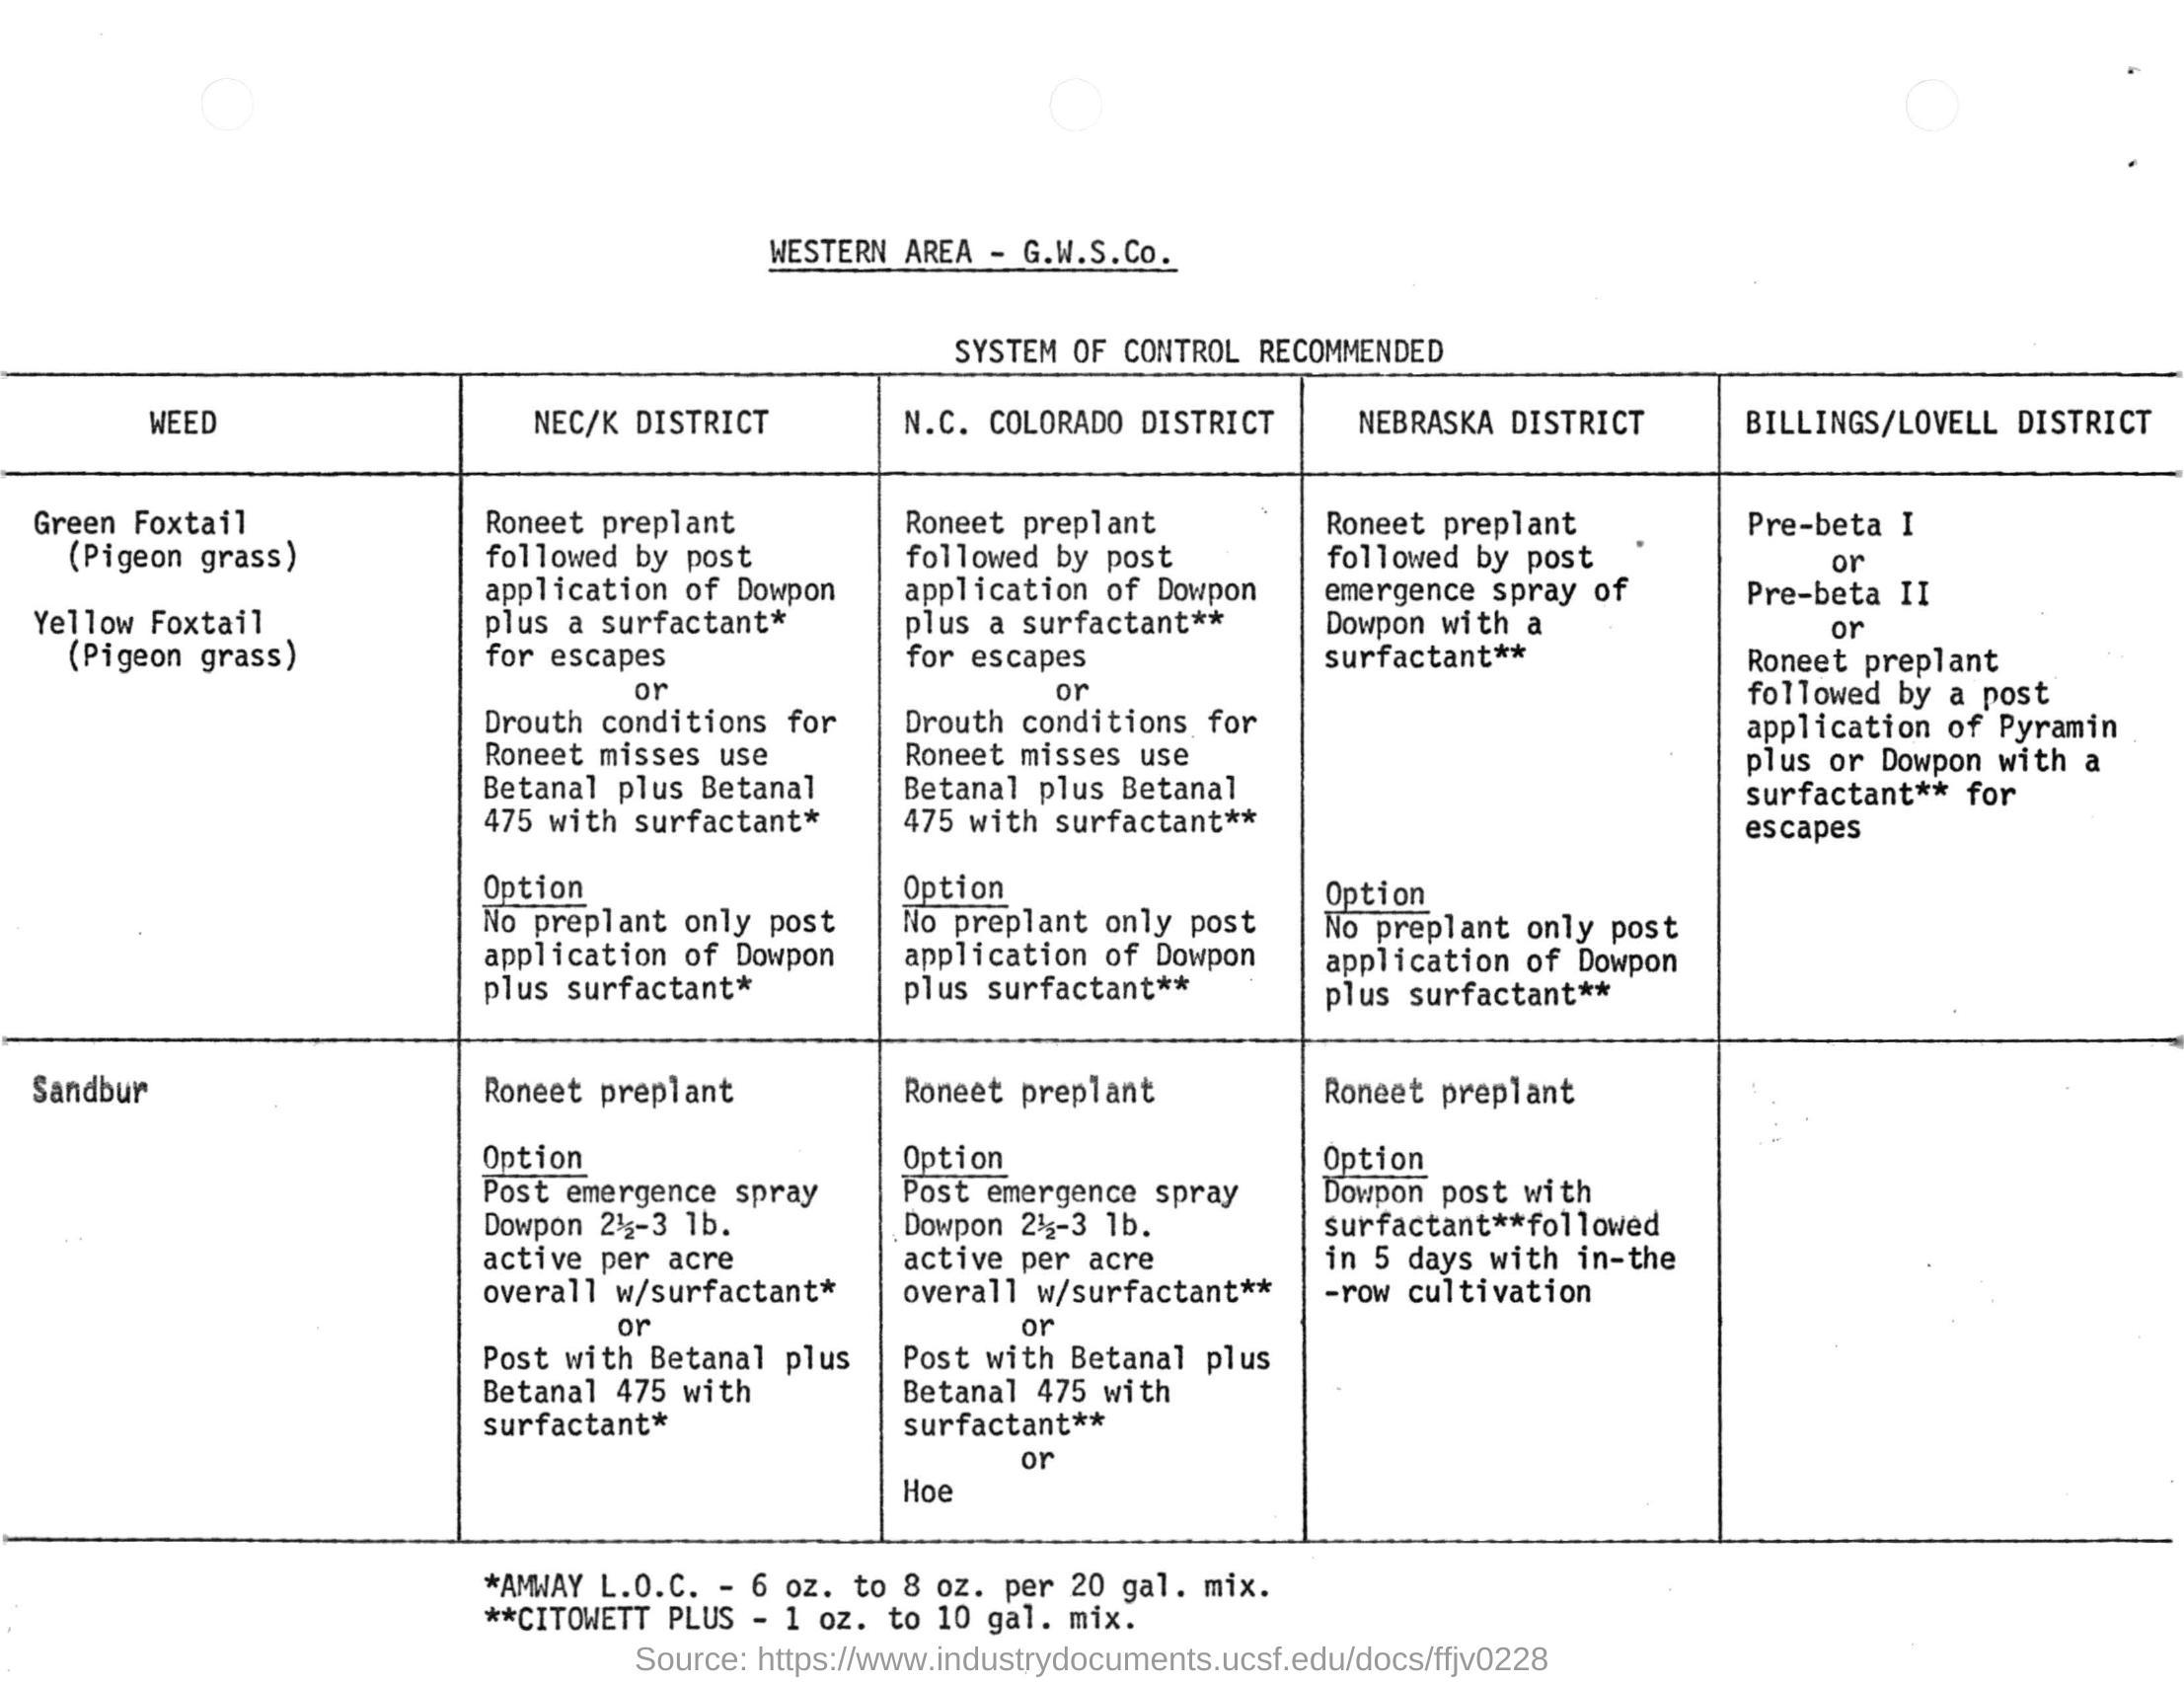 WESTERN AREA - G.W.S.Co.
SYSTEM OF CONTROL RECOMMENDED
WEED
NEC/K DISTRICT
N.C. COLORADO DISTRICT
NEBRASKA DISTRICT
BILLINGS/LOVELL DISTRICT
Green Foxtail
(Pigeon grass)
Yellow Foxtail
(Pigeon grass)
Roneet preplant
followed by post
application of Dowpon
plus a surfactant*
for escapes
or
Drouth conditions for
Roneet misses use
Betanal plus Betanal
475 with surfactant*
Option
No preplant only post
application of Dowpon
plus surfactant*
Roneet preplant
followed by post
application of Dowpon
plus a surfactant**
for escapes
or
Drouth conditions for
Roneet misses use
Betanal plus Betanal
475 with surfactant**
Option
No preplant only post
application of Dowpon
plus surfactant**
Roneet preplant
followed by post
emergence spray of
Dowpon with a
surfactant**
Option
No preplant only post
application of Dowpon
plus surfactant**
Pre-beta I
or
Pre-beta II
or
Roneet preplant
followed by a post
application of Pyramin
plus or Dowpon with a
surfactant** for
escapes
Sandbur
Roneet preplant
Option
Post emergence spray
Dowpon 2½-3 lb.
active per acre
overall w/surfactant*
or
Post with Betanal plus
Betanal 475 with
surfactant*
Roneet preplant
Option
Post emergence spray
Dowpon 2½-3 lb.
active per acre
overall w/surfactant**
or
Post with Betanal plus
Betanal 475 with
surfactant**
or
Hoe
Roneet preplant
Option
Dowpon post with
surfactant**followed
in 5 days with in-the
-row cultivation
*AMWAY L.O.C. - 6 oz. to 8 oz. per 20 gal. mix.
**CITOWETT PLUS - 1 oz. to 10 gal. mix.
Source: https://www.industrydocuments.ucsf.edu/docs/ffjv0228